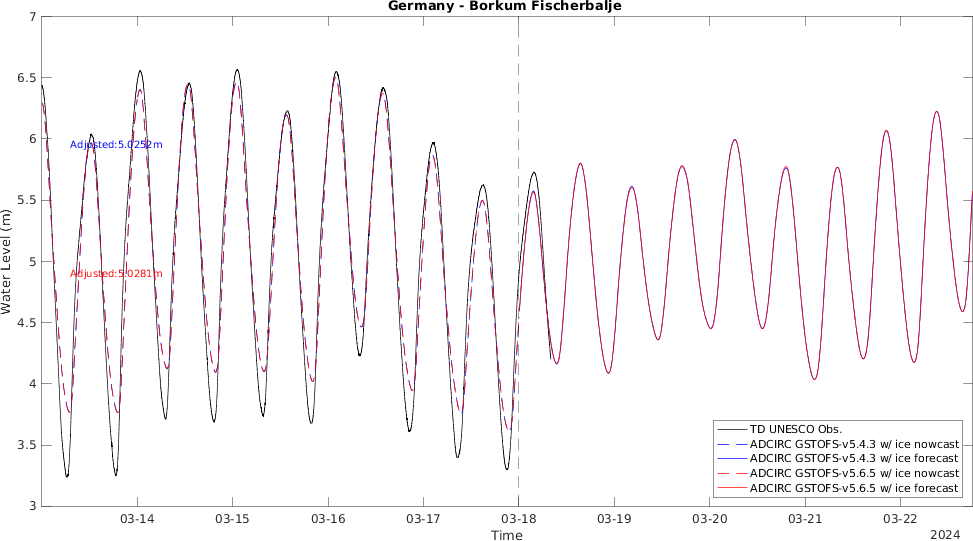 Germany - Borkum Fischerbalje
7
6.5
6
5.5
5
4.5
4
3.5
3
Water Level (m)
Adjusted:5.0252m
Adjusted:5.0281m
TD UNESCO Obs.
ADCIRC GSTOFS-v5.4.3 w/ ice nowcast
ADCIRC GSTOFS-v5.4.3 w/ ice forecast
ADCIRC GSTOFS-v5.6.5 w/ ice nowcast
ADCIRC GSTOFS-v5.6.5 w/ ice forecast
03-14 03-15 03-16 03-17 03-18 03-19 03-20 03-21 03-22
Time
2024